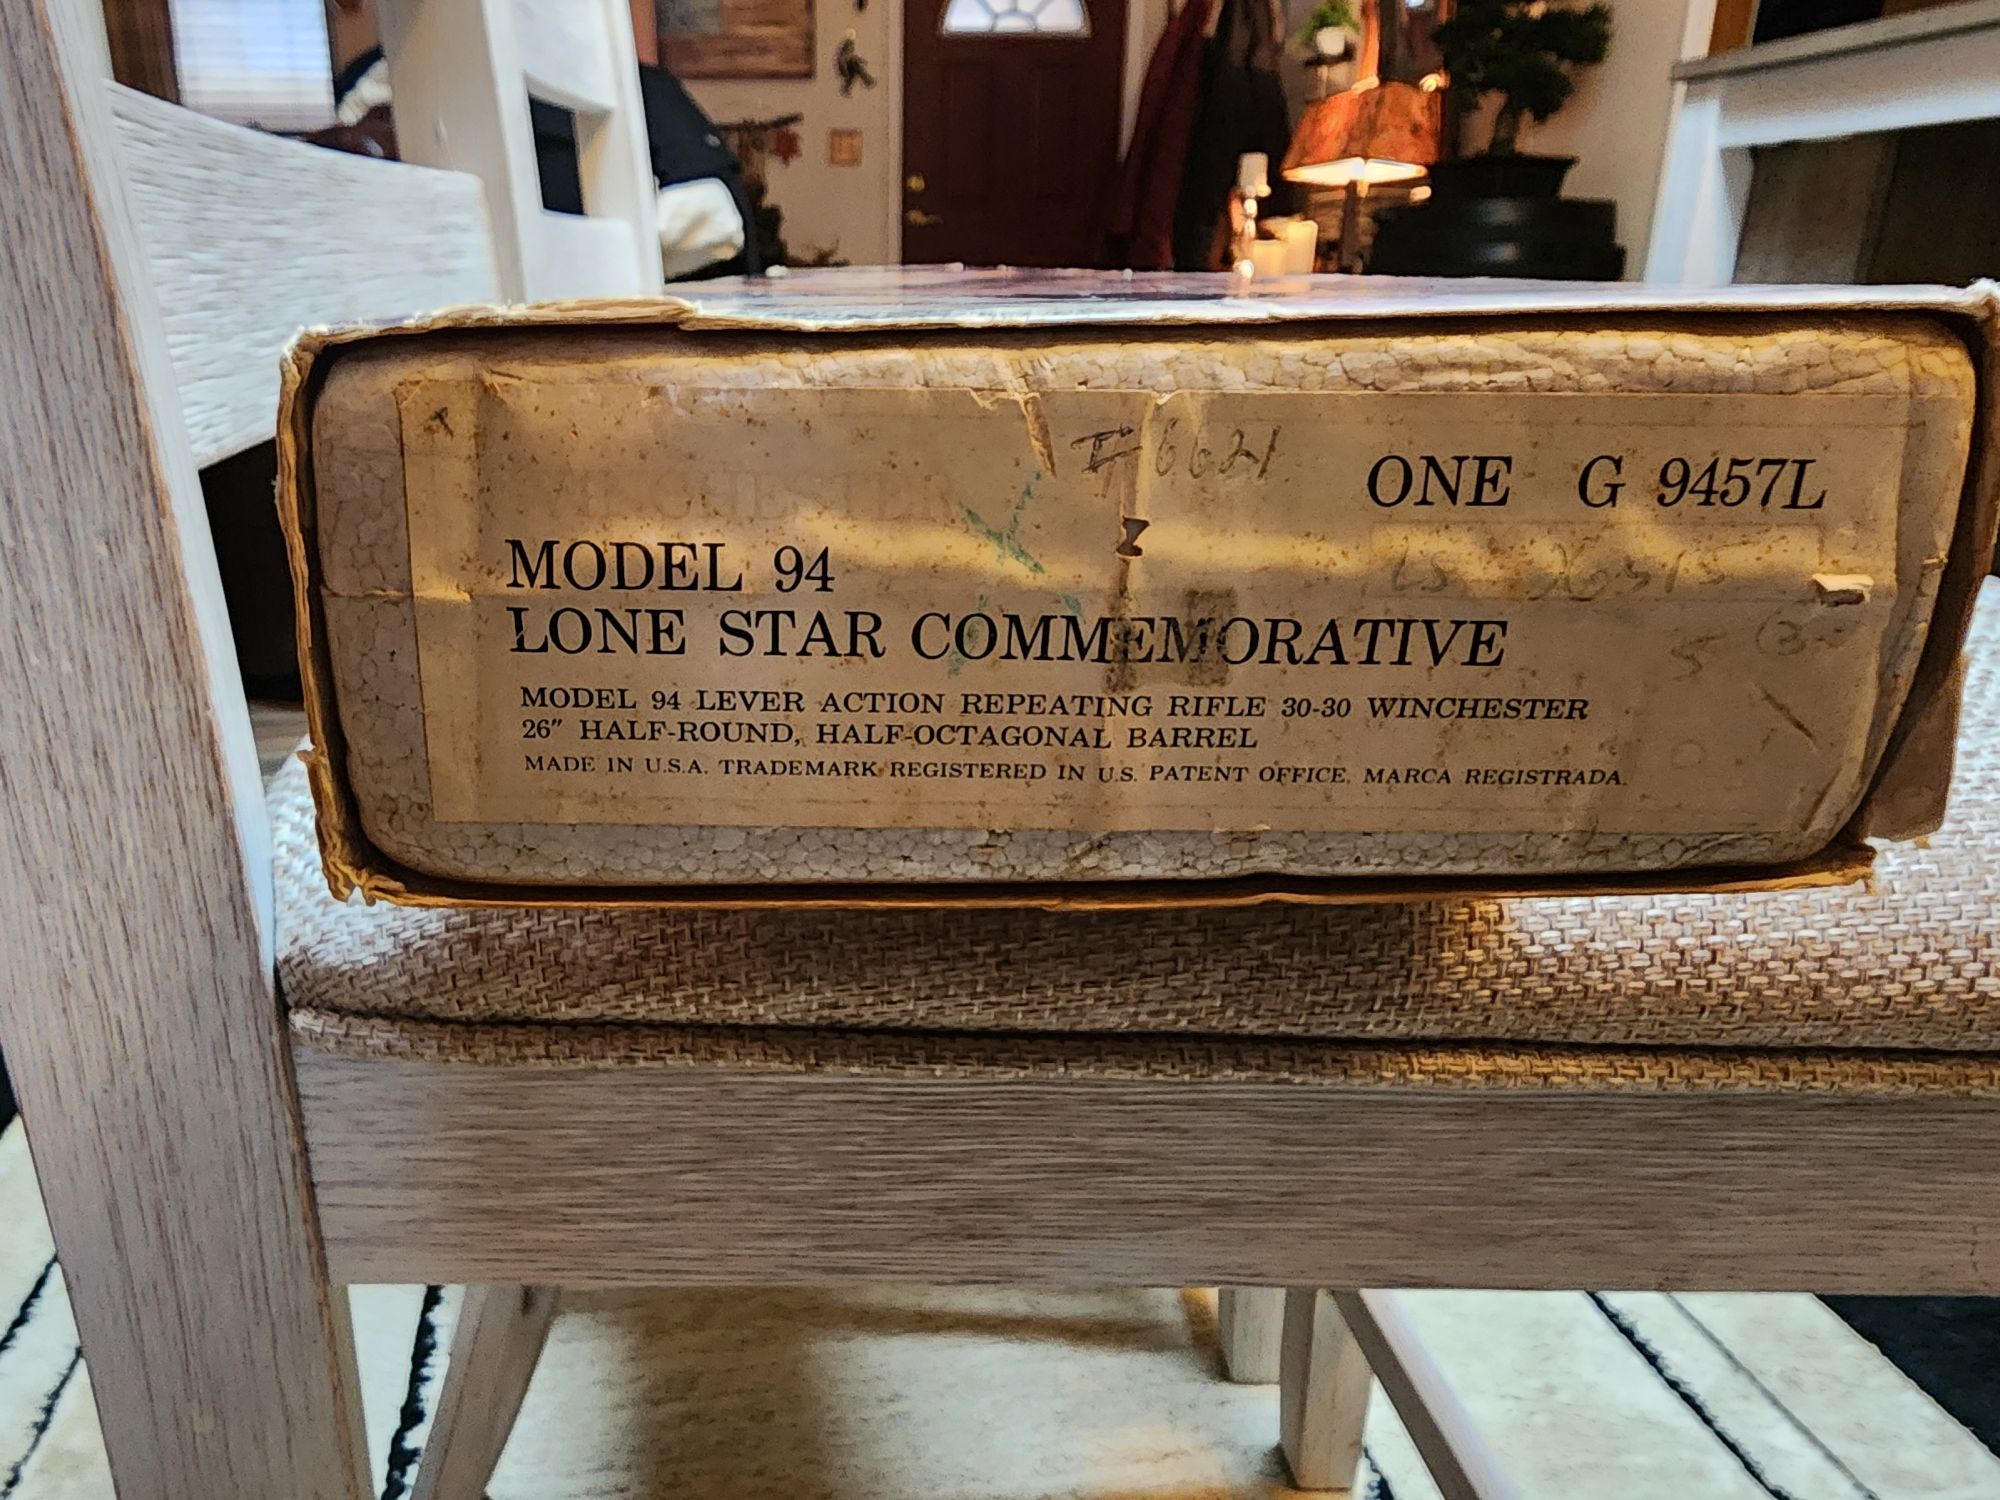 6621
ONE G 9457L
MODEL 94
LONE STAR COMMEMORATIVE
MODEL 94 LEVER ACTION REPEATING RIFLE 30-30 WINCHESTER
26" HALF-ROUND, HALF-OCTAGONAL BARREL
MADE IN U.S.A. TRADEMARK REGISTERED IN U.S. PATENT OFFICE, MARCA REGISTRADA.